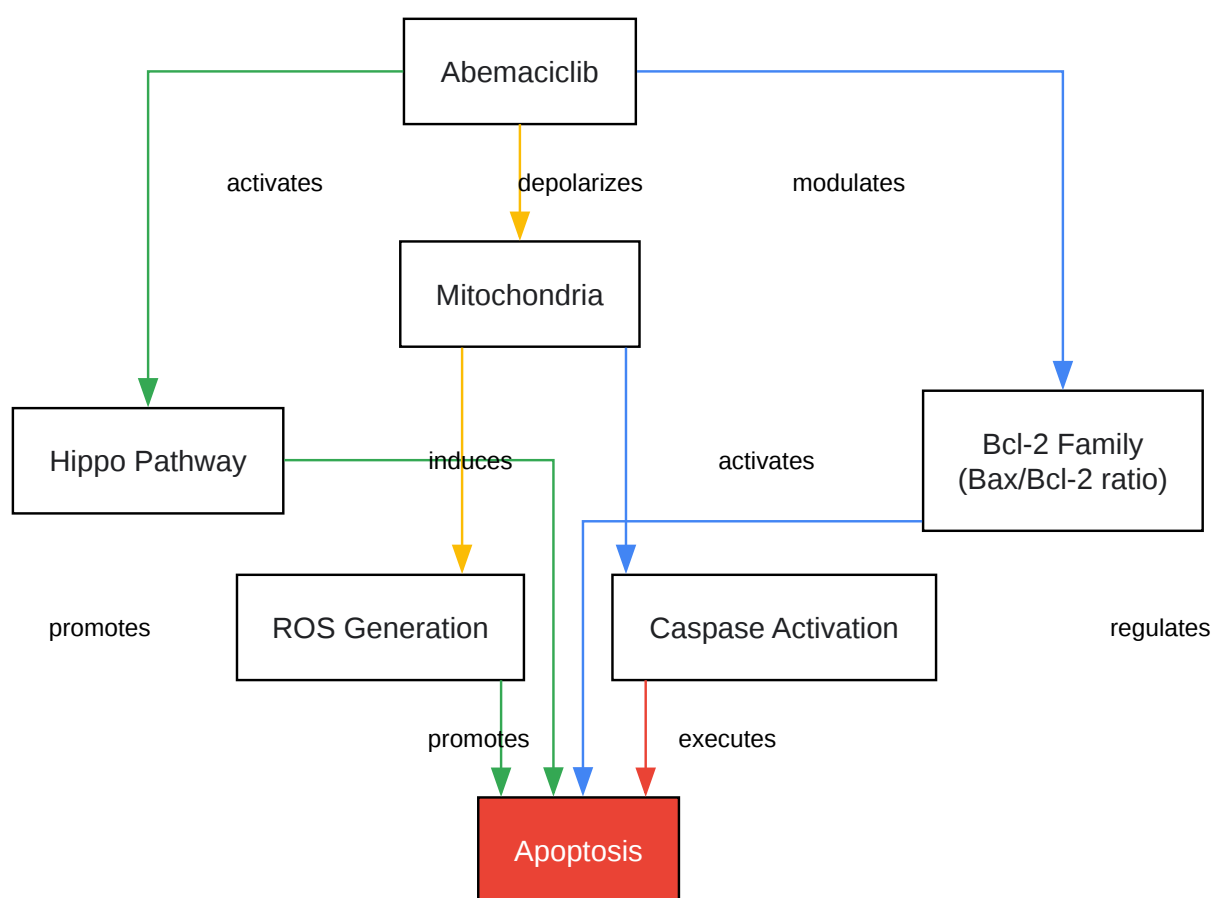 Abemaciclib
activates
depolarizes
modulates
Mitochondria
Hippo Pathway
induces
activates
Bcl-2 Family
(Bax/Bcl-2 ratio)
promotes
ROS Generation
Caspase Activation
regulates
promotes
executes
Apoptosis